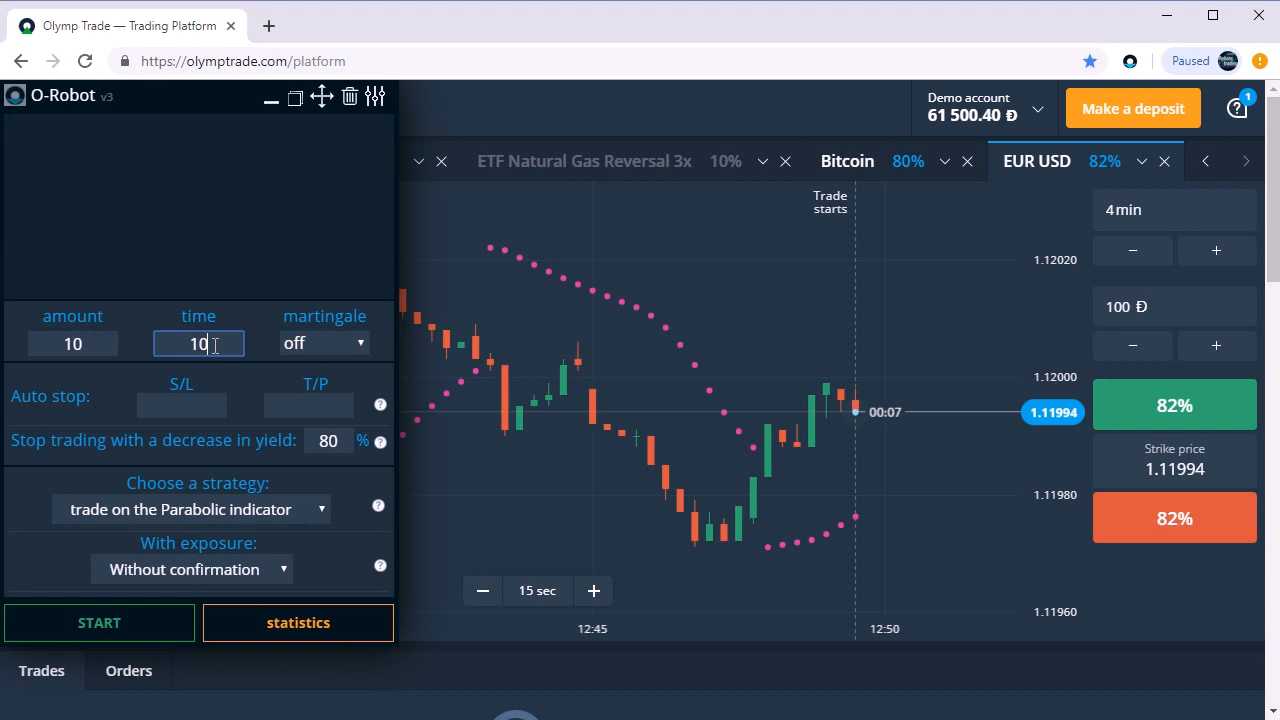 Olymp Trade — Trading Platform
https://olymptrade.com/platform
Paused
O-Robot v3
Demo account
61 500.40 Đ
Make a deposit
1
ETF Natural Gas Reversal 3x 10%
Bitcoin 80%
EUR USD 82%
Trade
starts
4 min
− +
100 Đ
− +
82%
Strike price
1.11994
82%
1.12020
1.12000
1.11994
1.11980
1.11960
00:07
− 15 sec +
12:45
12:50
amount time martingale
10 10 off
S/L T/P
Auto stop:
Stop trading with a decrease in yield: 80 %
Choose a strategy:
trade on the Parabolic indicator
With exposure:
Without confirmation
START statistics
Trades Orders